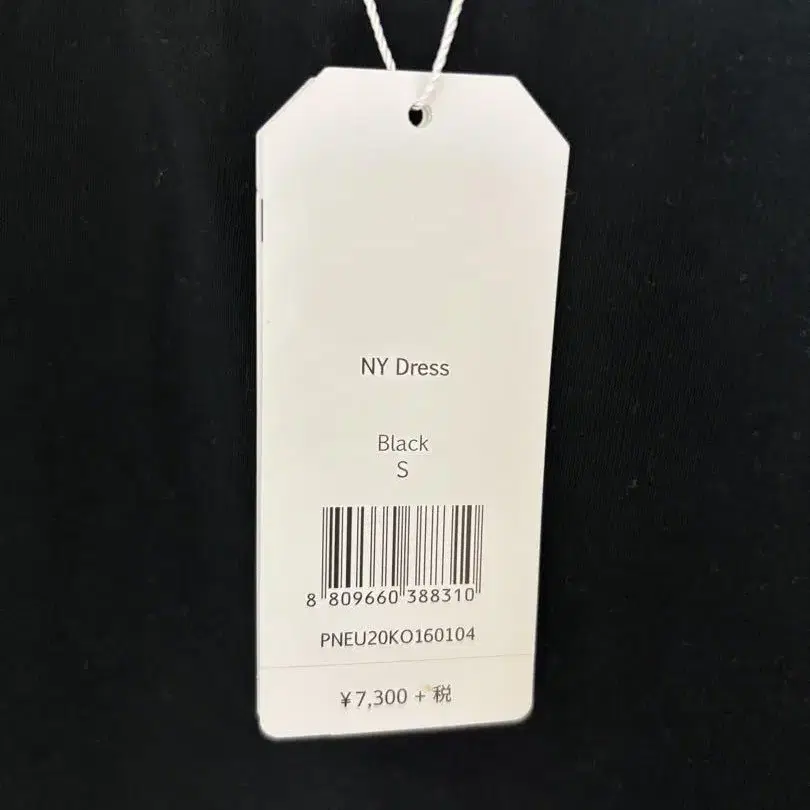 NY Dress
Black
S
8 809660 388310
PNEU20KO160104
¥7,300 + 税